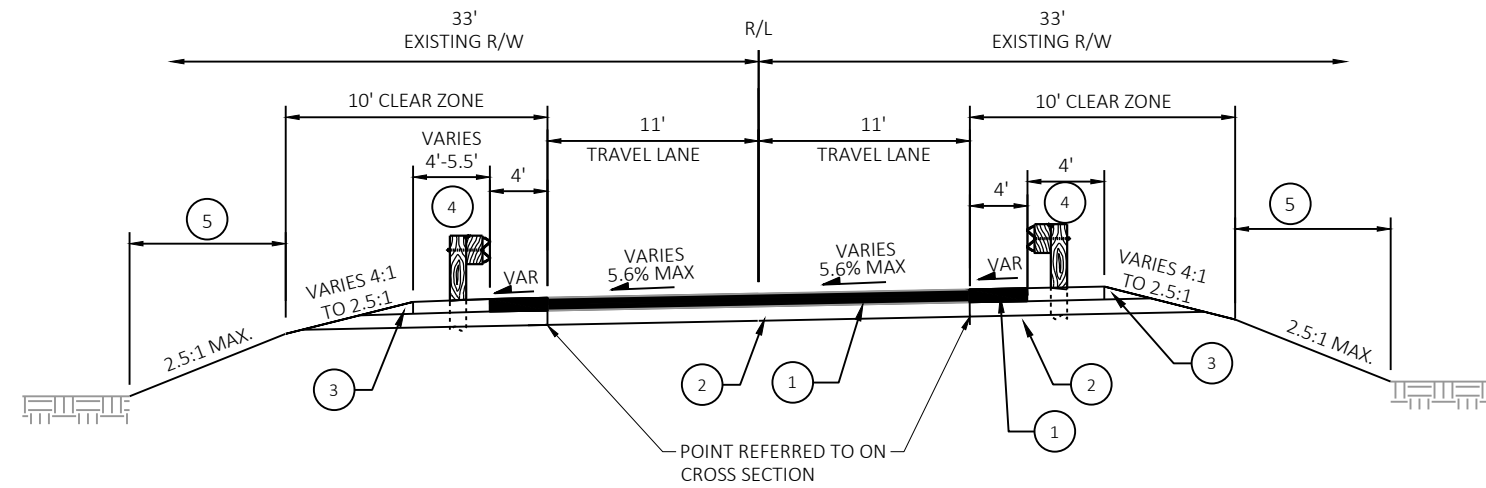 33'
EXISTING R/W
R/L
33'
EXISTING R/W
10' CLEAR ZONE
10' CLEAR ZONE
11'
TRAVEL LANE
11'
TRAVEL LANE
VARIES
4'-5.5'
4'
4'
4'
4
4
5
5
VARIES 4:1
TO 2.5:1
VAR
VARIES
5.6% MAX
VARIES
5.6% MAX
VAR
VARIES 4:1
TO 2.5:1
2.5:1 MAX.
2.5:1 MAX.
3
2
1
2
3
1
POINT REFERRED TO ON
CROSS SECTION